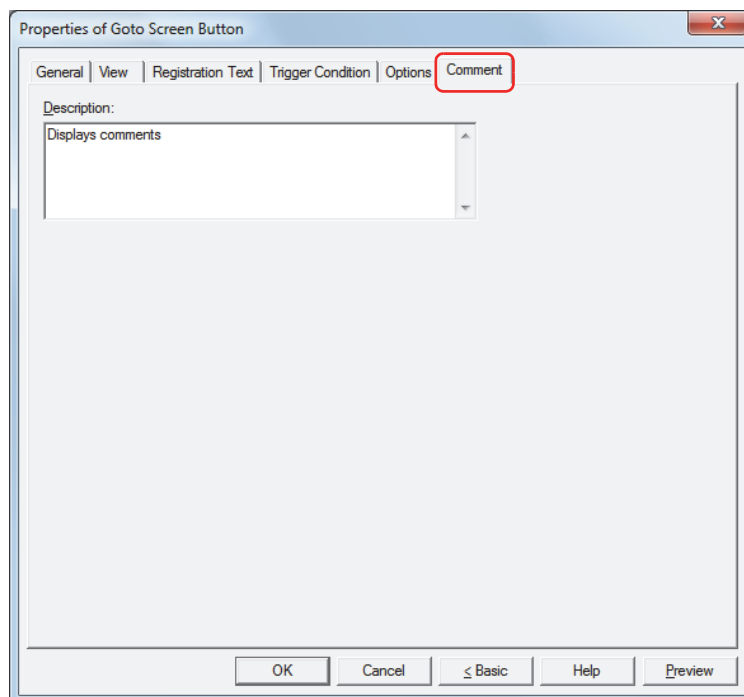 Properties of Goto Screen Button
General View Registration Text Trigger Condition Options Comment
Description:
Displays comments
OK Cancel < Basic Help Preview